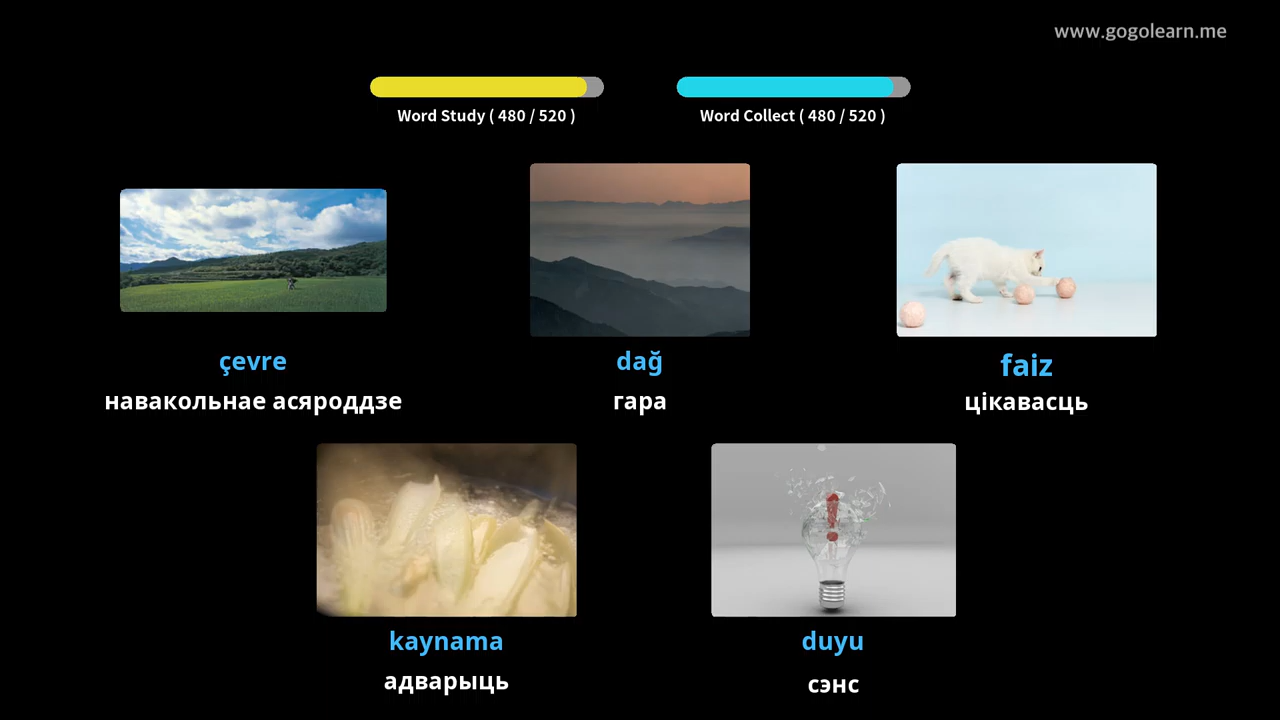 www.gogolearn.me
Word Study ( 480 / 520 )
Word Collect ( 480 / 520 )
çevre
навакольнае асяроддзе
dağ
гара
faiz
цікавасць
kaynama
адварыць
duyu
сэнс